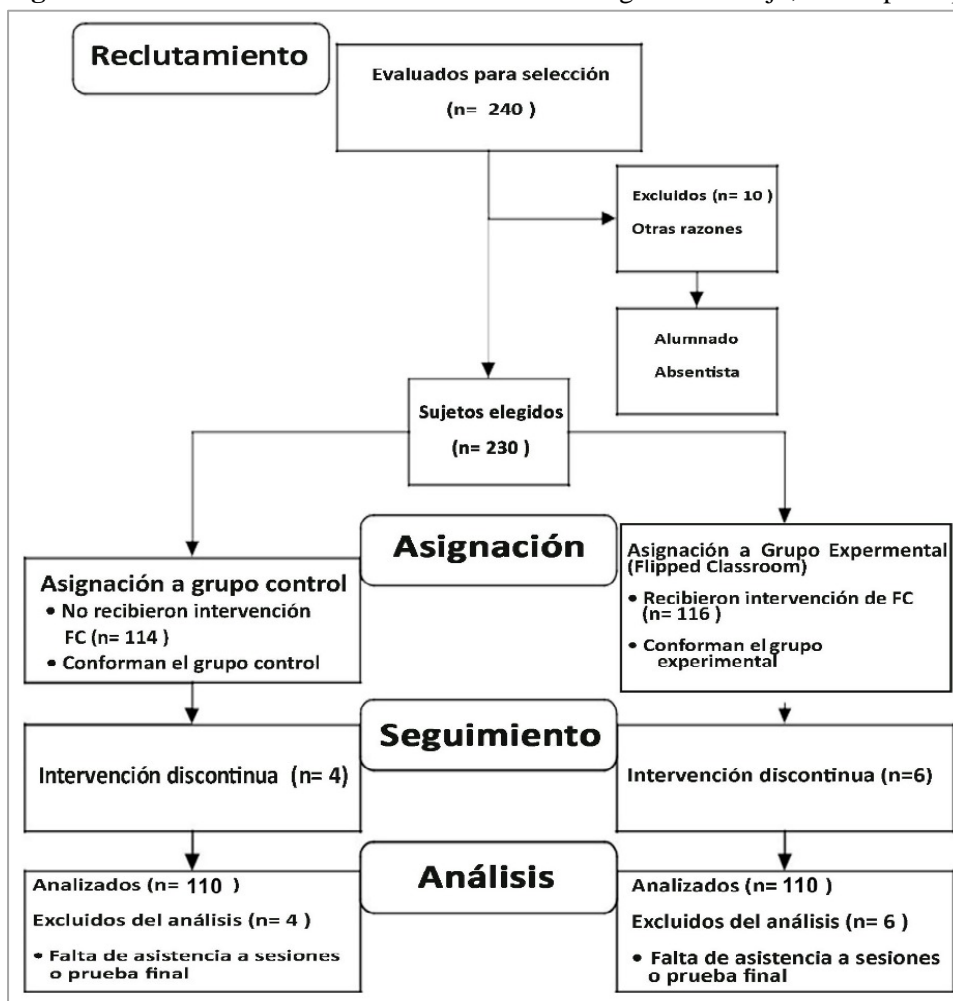 Reclutamiento
Evaluados para selección
(n= 240 )
Excluidos (n= 10 )
Otras razones
Alumnado
Absentista
Sujetos elegidos
(n= 230 )
Asignación
Asignación a grupo control
• No recibieron intervención
FC (n= 114 )
• Conforman el grupo control
Asignación a Grupo Expermental
(Flipped Classroom)
• Recibieron intervención de FC
(n= 116 )
• Conforman el grupo
experimental
Seguimiento
Intervención discontinua (n= 4)
Intervención discontinua (n=6)
Análisis
Analizados (n= 110 )
Excluidos del análisis (n= 4 )
• Falta de asistencia a sesiones
o prueba final
Analizados (n= 110 )
Excluidos del análisis (n= 6 )
• Falta de asistencia a sesiones
o prueba final